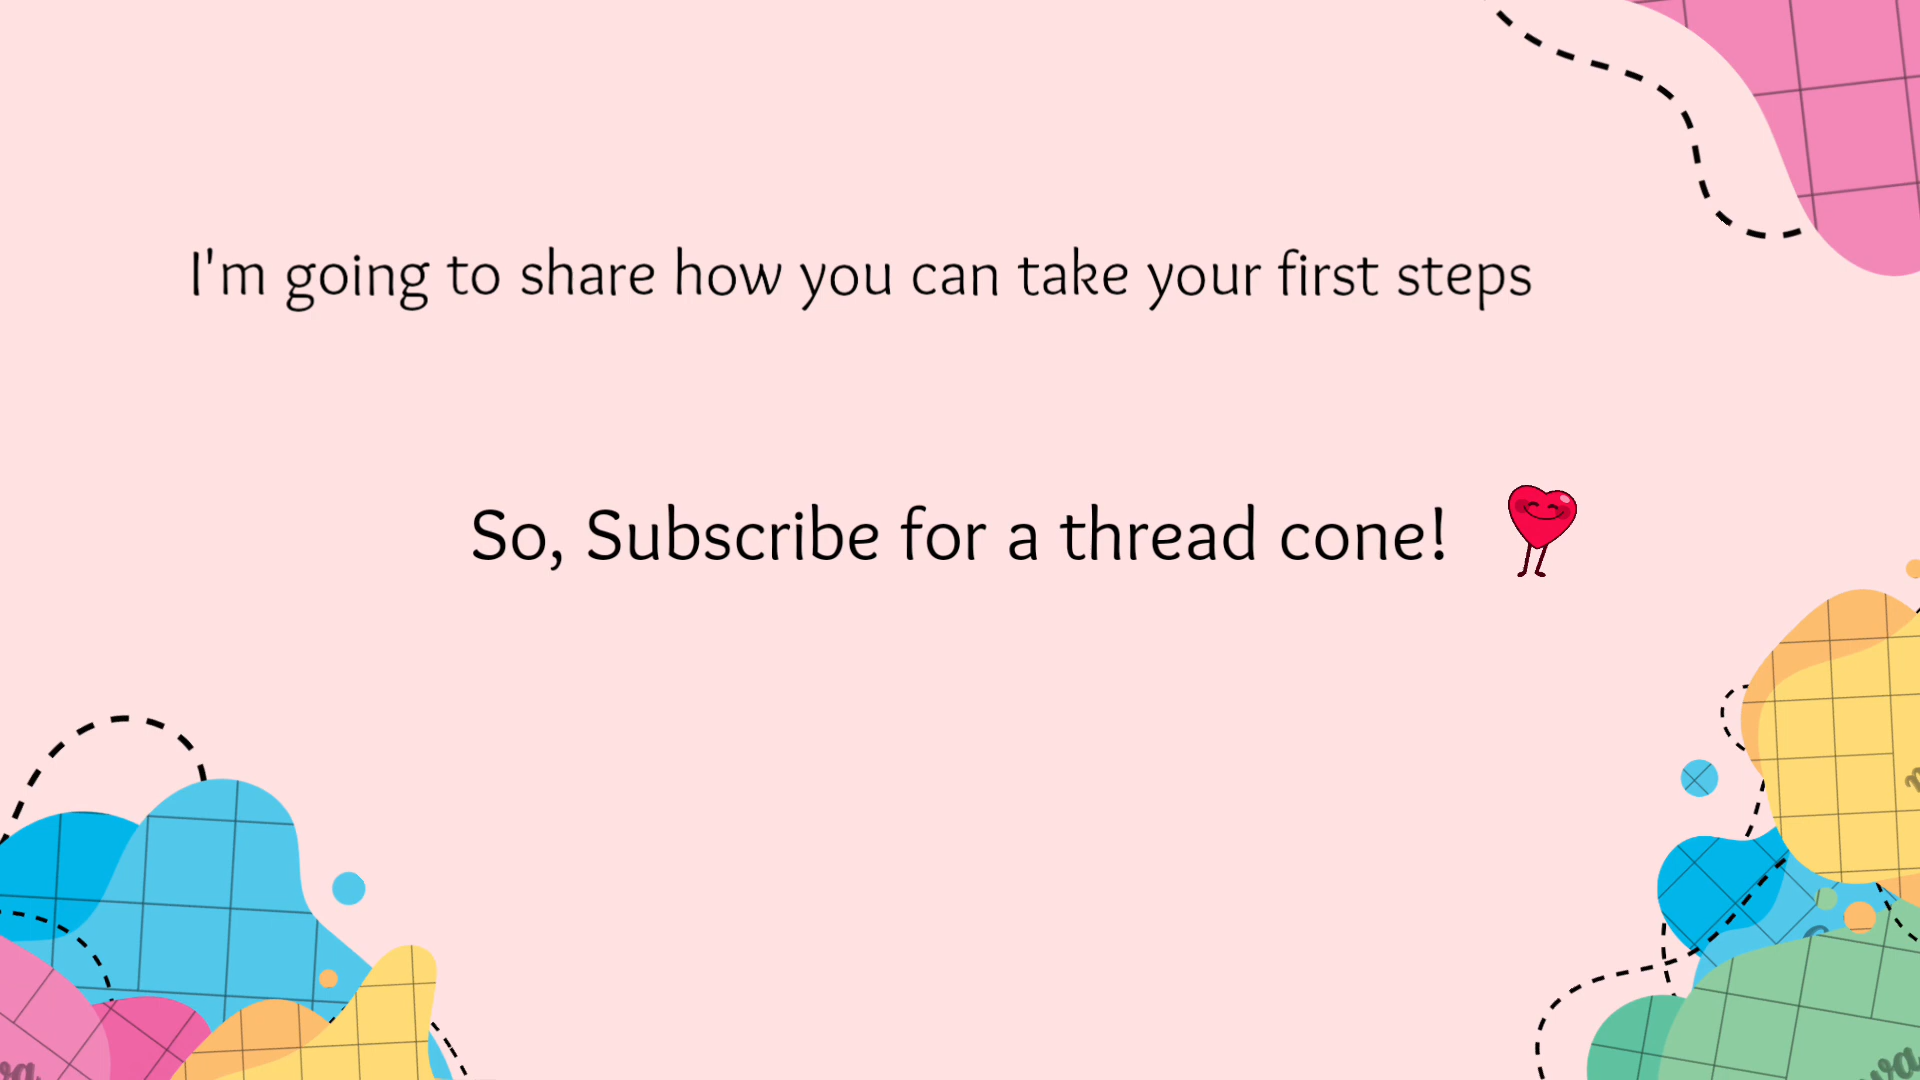 I'm going to share how you can take your first steps
So, Subscribe for a thread cone!